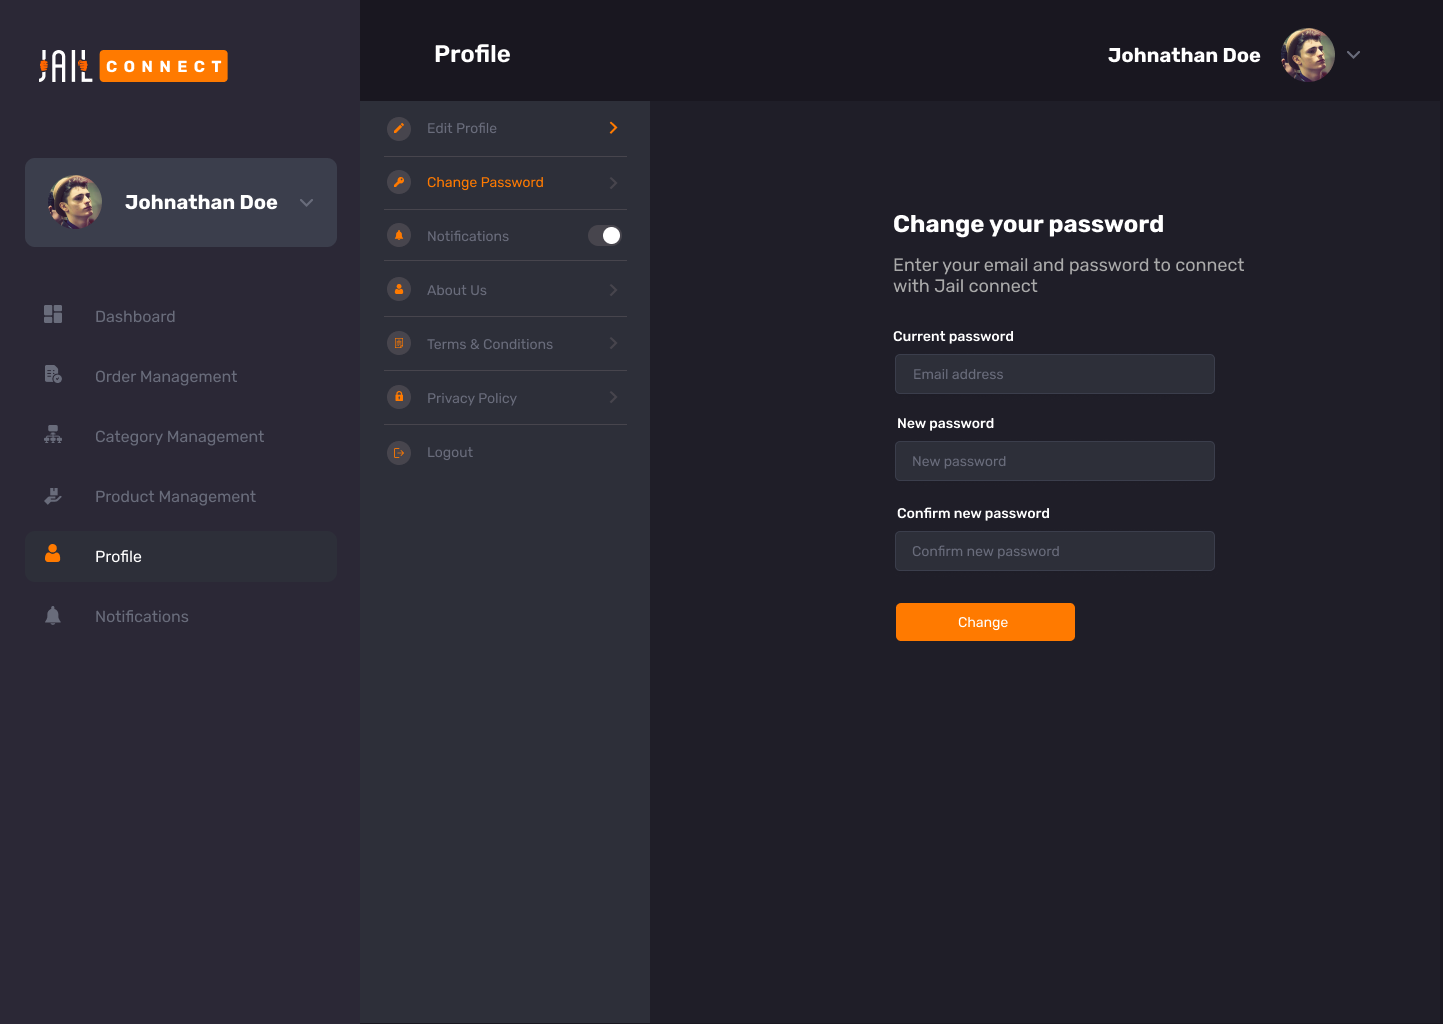 JAIL CONNECT
Johnathan Doe
Dashboard
Order Management
Category Management
Product Management
Profile
Notifications
Profile
Johnathan Doe
Edit Profile
Change Password
Notifications
About Us
Terms & Conditions
Privacy Policy
Logout
Change your password
Enter your email and password to connect
with Jail connect
Current password
Email address
New password
New password
Confirm new password
Confirm new password
Change